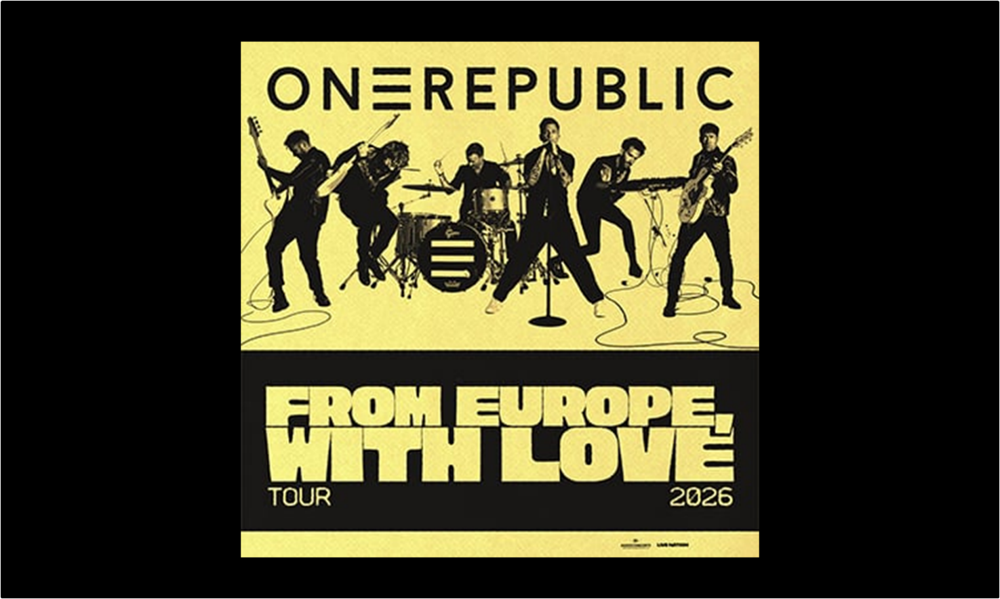 ONEREPUBLIC
FROM EUROPE,
WITH LOVE
TOUR 2026
LIVE NATION